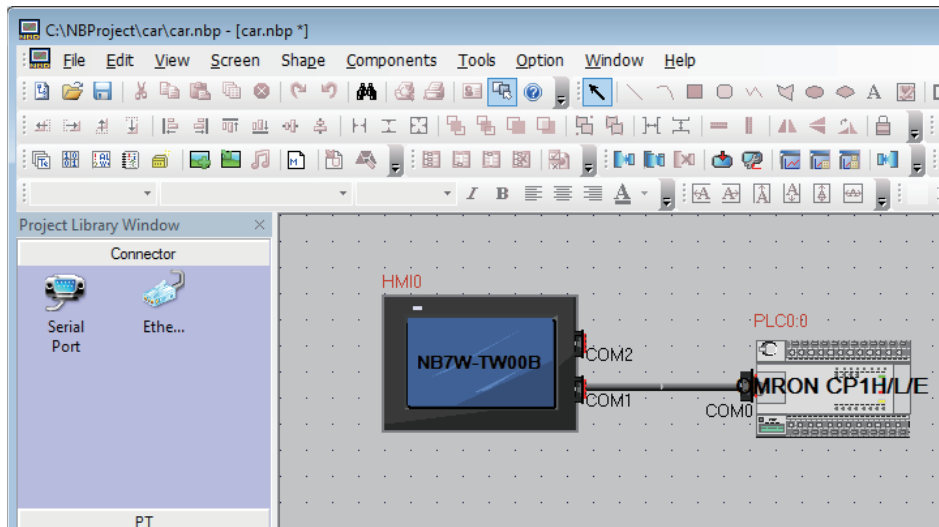 C:\NBProject\car\car.nbp - [car.nbp *]
File Edit View Screen Shape Components Tools Option Window Help
Project Library Window
Connector
Serial Port
Ethe...
PT
HMI0
NB7W-TW00B
COM2
COM1
PLC0:0
OMRON CP1H/L/E
COM0